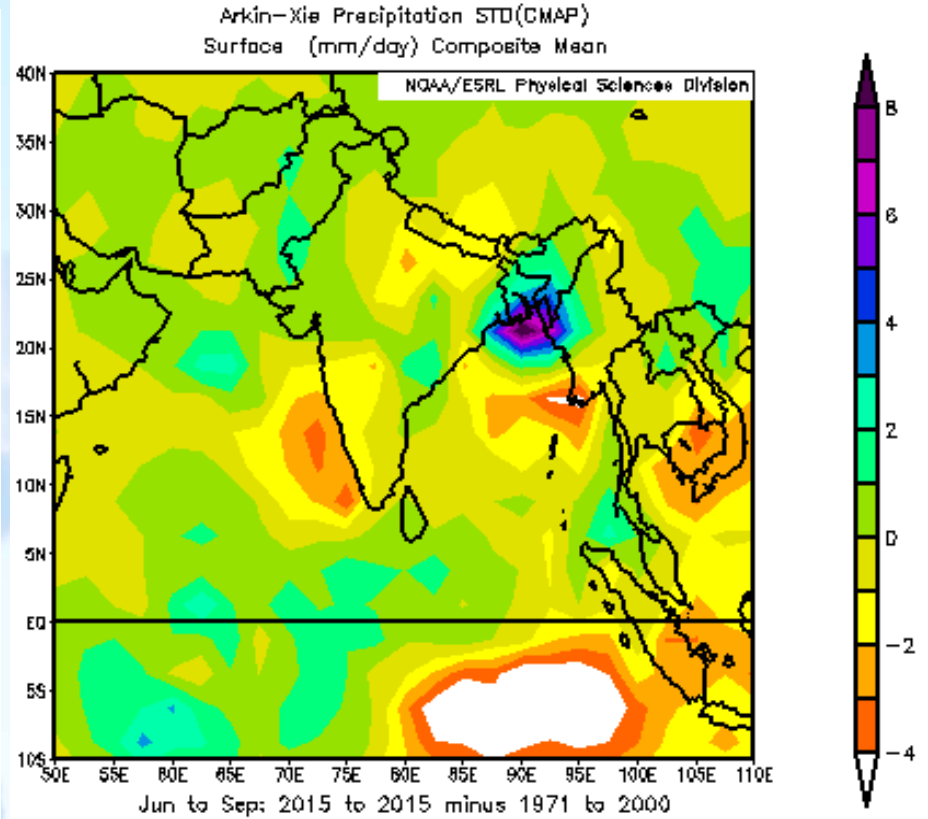 Arkin-Xie Precipitation STD(CMAP)
Surface (mm/day) Composite Mean
NOAA/ESRL Physical Sciences Division
40N
35N
30N
25N
20N
15N
10N
5N
EQ
5S
10S
50E 55E 60E 65E 70E 75E 80E 85E 90E 95E 100E 105E 110E
Jun to Sep: 2015 to 2015 minus 1971 to 2000
8
6
4
2
0
-2
-4